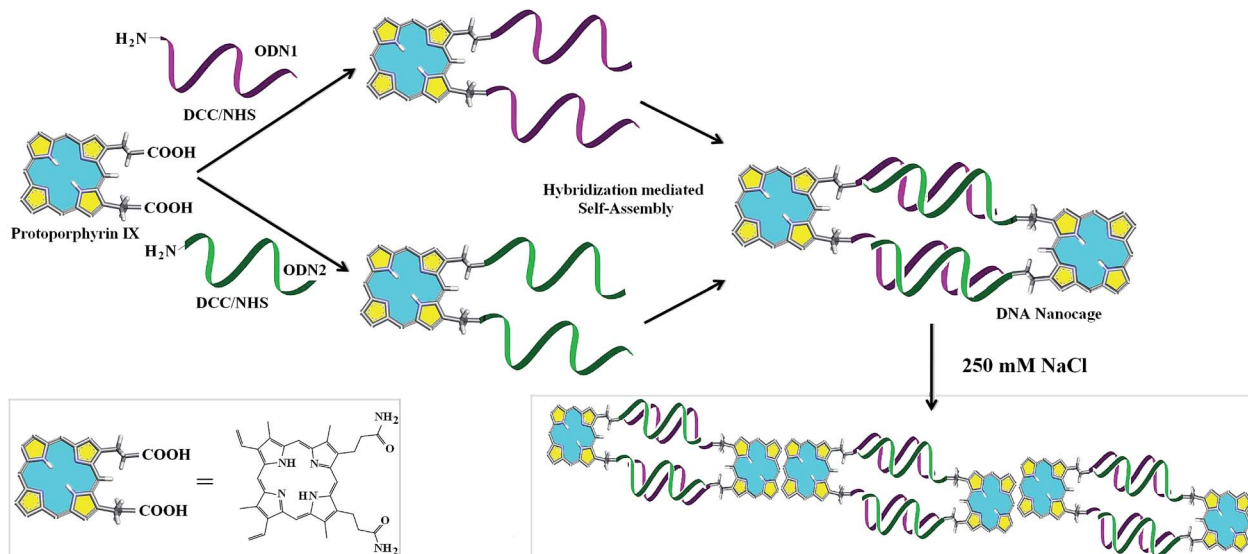 H₂N
ODN1
DCC/NHS
COOH
COOH
Protoporphyrin IX
H₂N
ODN2
DCC/NHS
Hybridization mediated
Self-Assembly
DNA Nanocage
250 mM NaCl
COOH
COOH
=
NH₂
O
NH
N
N
HN
O
NH₂